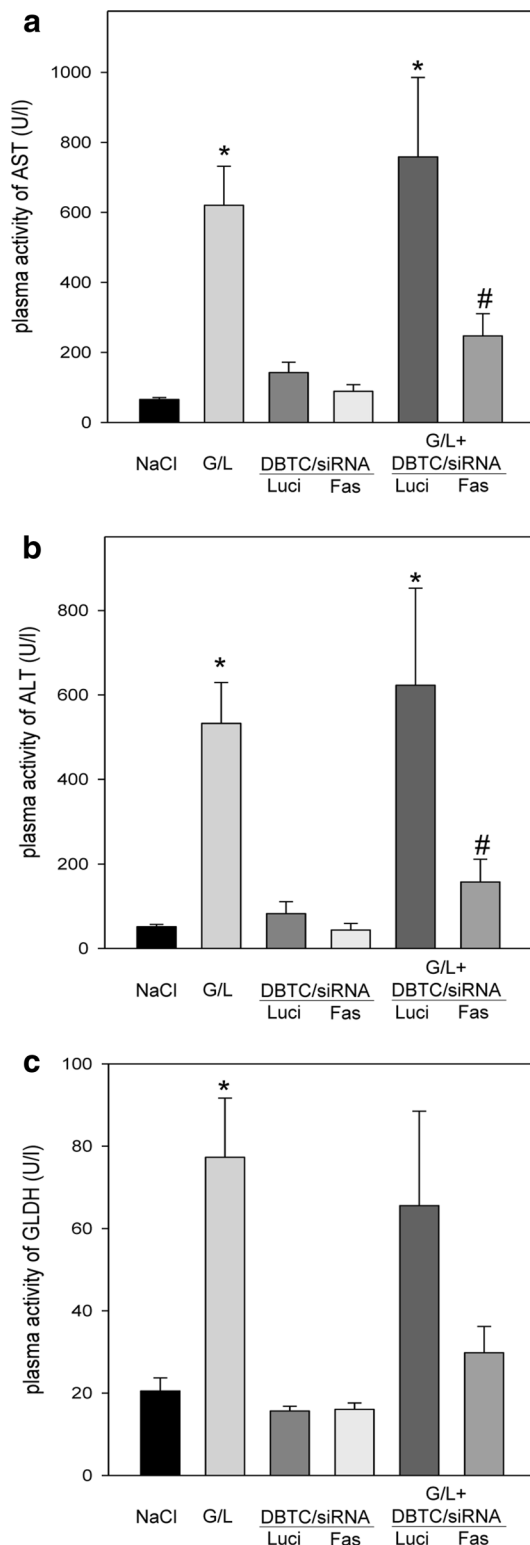 a
plasma activity of AST (U/l)
1000
800
600
400
200
0
*
*
#
NaCl G/L DBTC/siRNA G/L+
DBTC/siRNA
Luci Fas Luci Fas
b
plasma activity of ALT (U/l)
800
600
400
200
0
*
*
#
NaCl G/L DBTC/siRNA G/L+
DBTC/siRNA
Luci Fas Luci Fas
c
plasma activity of GLDH (U/l)
100
80
60
40
20
0
*
NaCl G/L DBTC/siRNA G/L+
DBTC/siRNA
Luci Fas Luci Fas